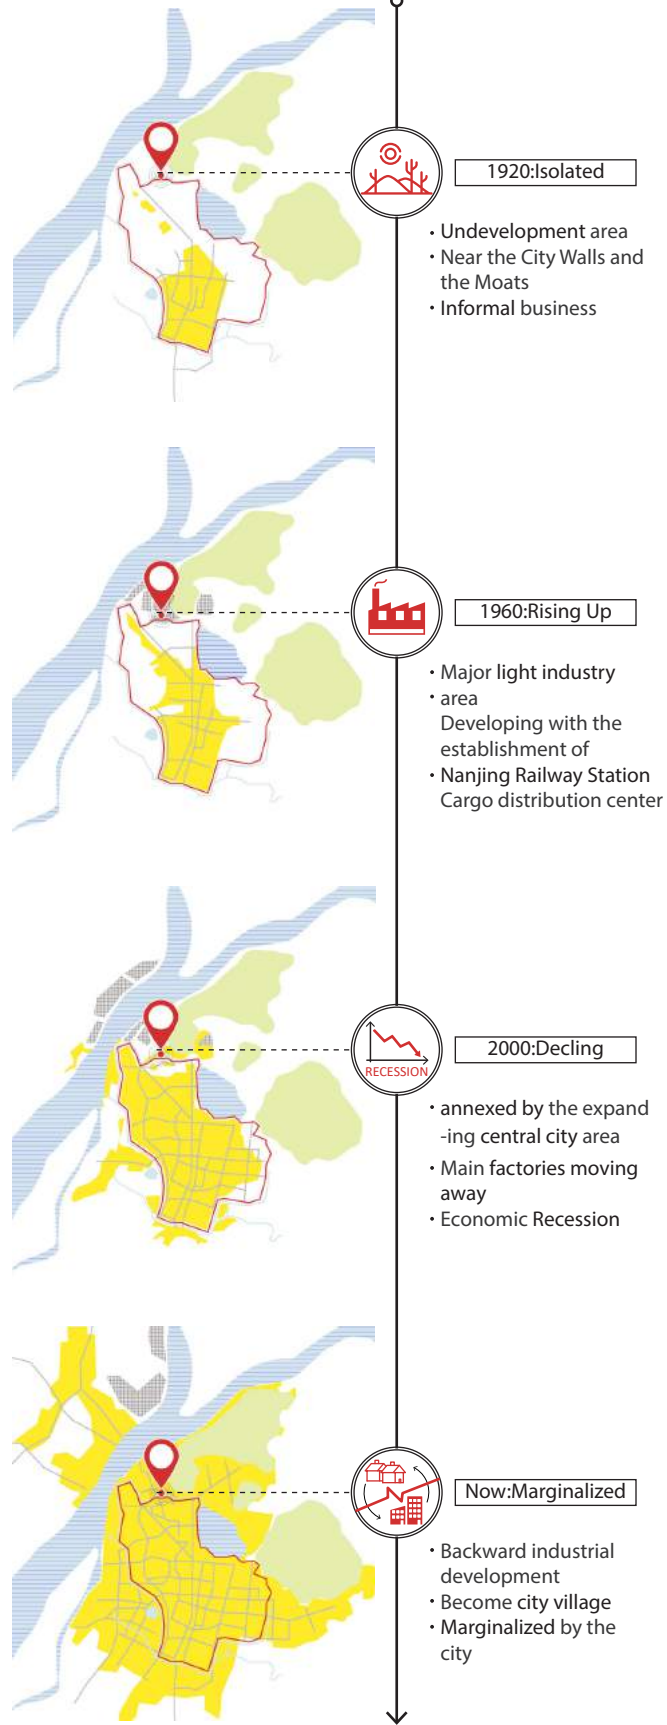 1920:Isolated
• Undevelopment area
• Near the City Walls and
the Moats
• Informal business
1960:Rising Up
• Major light industry
• area
Developing with the
establishment of
• Nanjing Railway Station
Cargo distribution center
RECESSION
2000:Decling
• annexed by the expand
-ing central city area
• Main factories moving
away
• Economic Recession
Now:Marginalized
• Backward industrial
development
• Become city village
• Marginalized by the
city